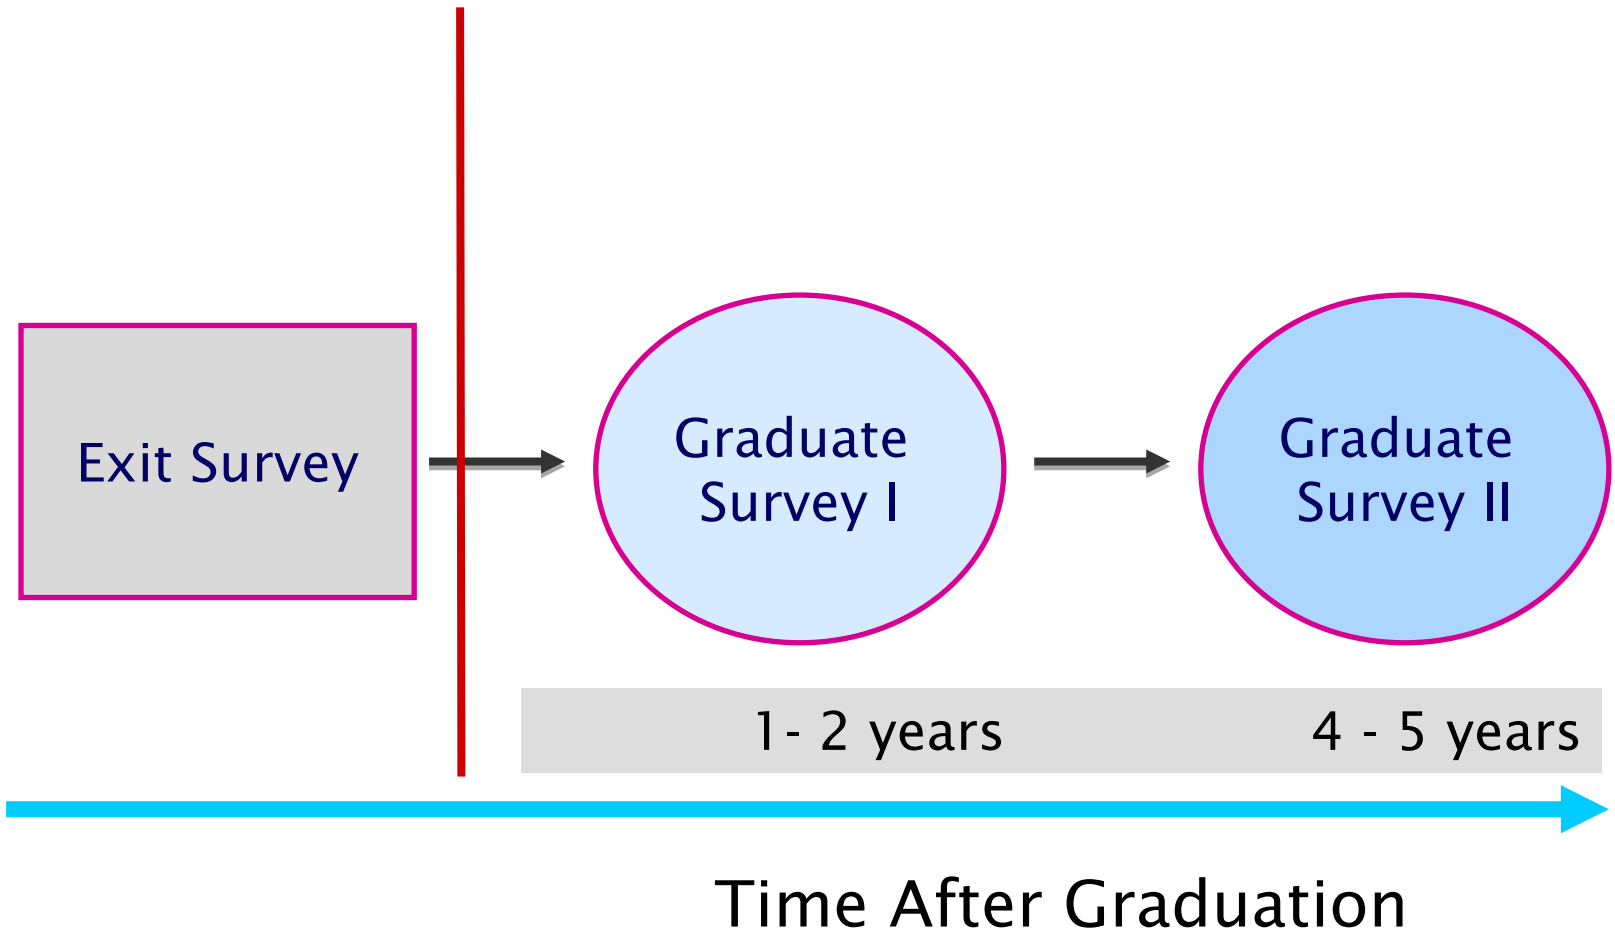 Exit Survey
Graduate
Survey I
Graduate
Survey II
1- 2 years
4 - 5 years
Time After Graduation